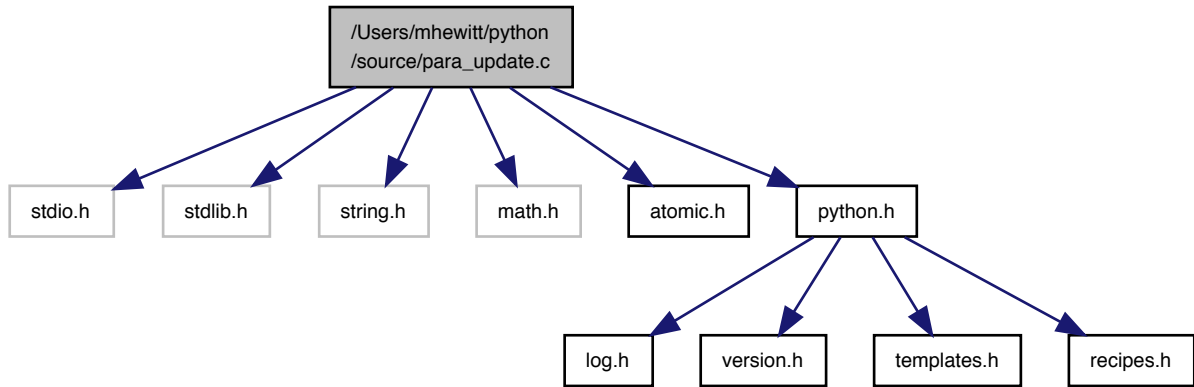 /Users/mhewitt/python
/source/para_update.c
stdio.h
stdlib.h
string.h
math.h
atomic.h
python.h
log.h
version.h
templates.h
recipes.h